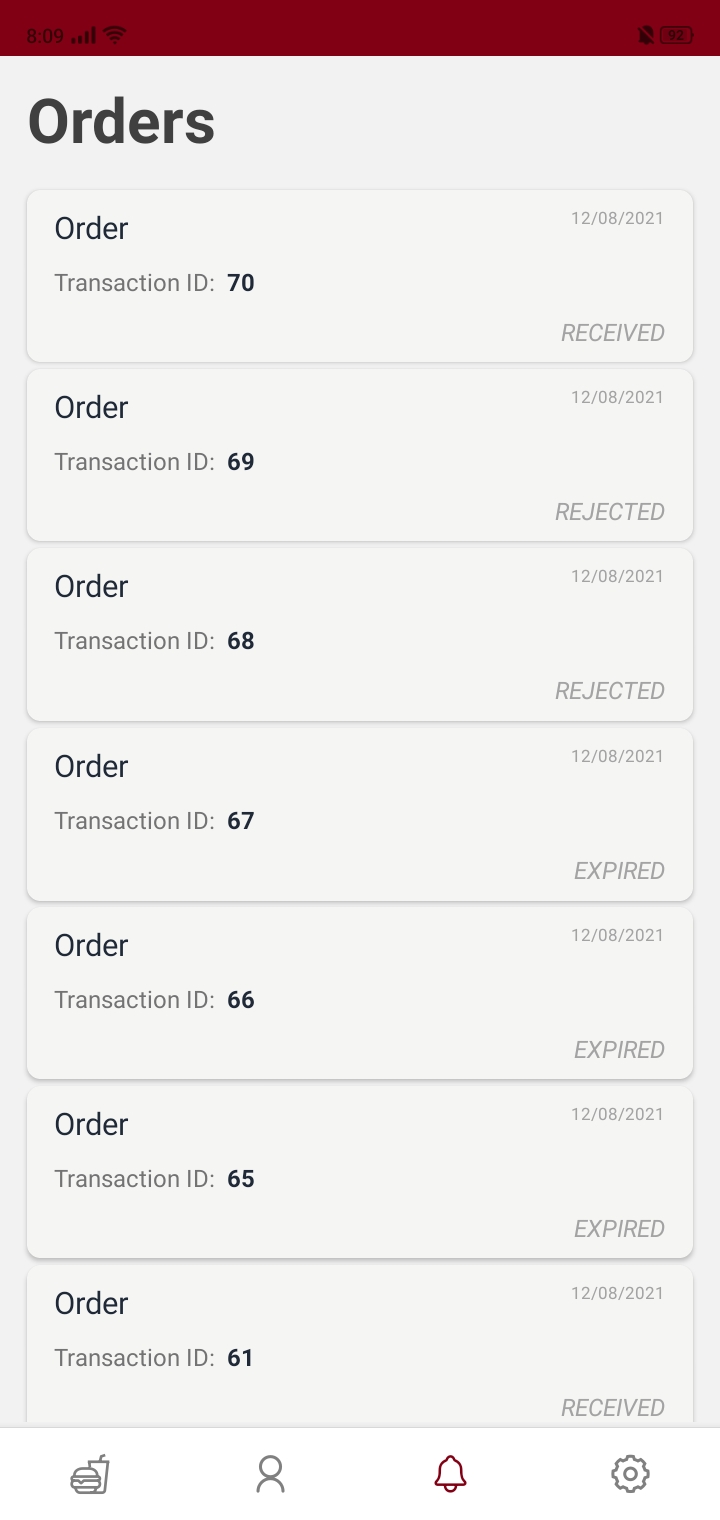 8:09 92
Orders
Order 12/08/2021
Transaction ID: 70
RECEIVED
Order 12/08/2021
Transaction ID: 69
REJECTED
Order 12/08/2021
Transaction ID: 68
REJECTED
Order 12/08/2021
Transaction ID: 67
EXPIRED
Order 12/08/2021
Transaction ID: 66
EXPIRED
Order 12/08/2021
Transaction ID: 65
EXPIRED
Order 12/08/2021
Transaction ID: 61
RECEIVED